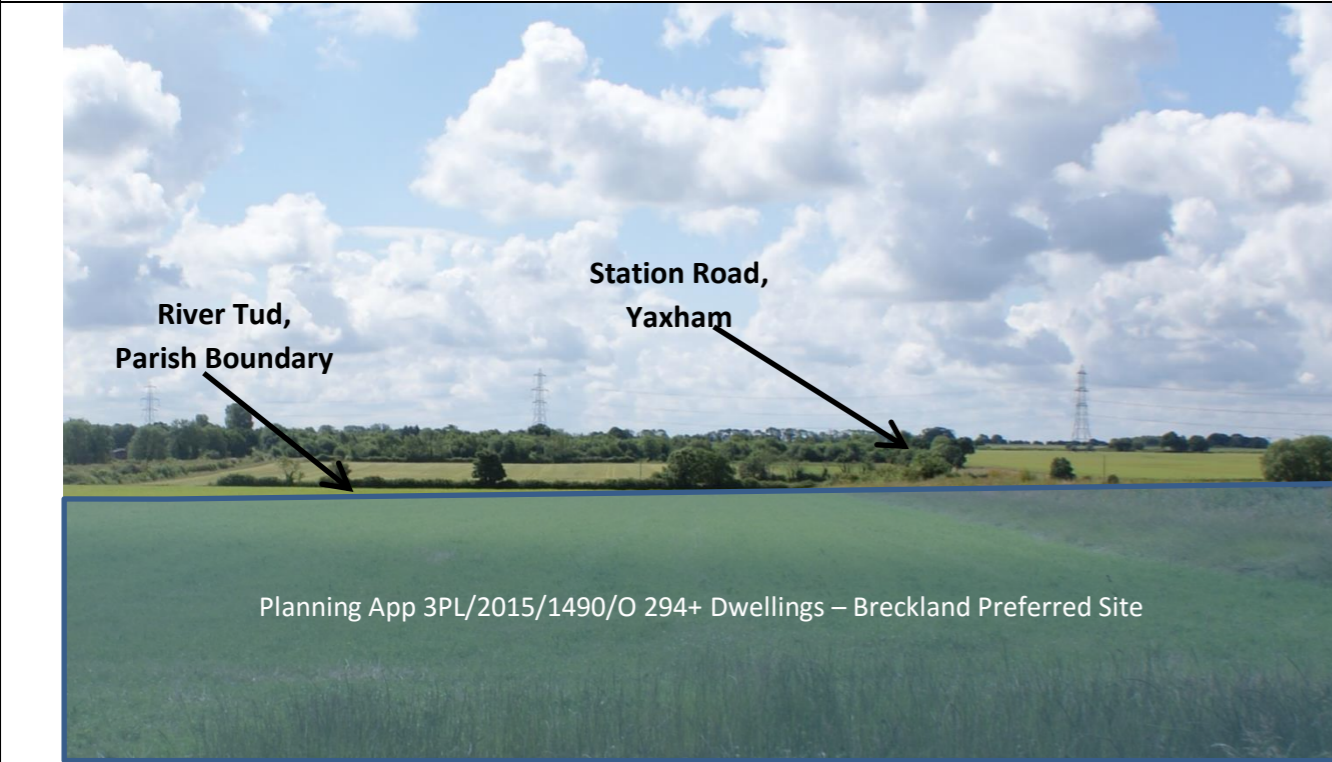 Station Road,
Yaxham
River Tud,
Parish Boundary
Planning App 3PL/2015/1490/O 294+ Dwellings – Breckland Preferred Site